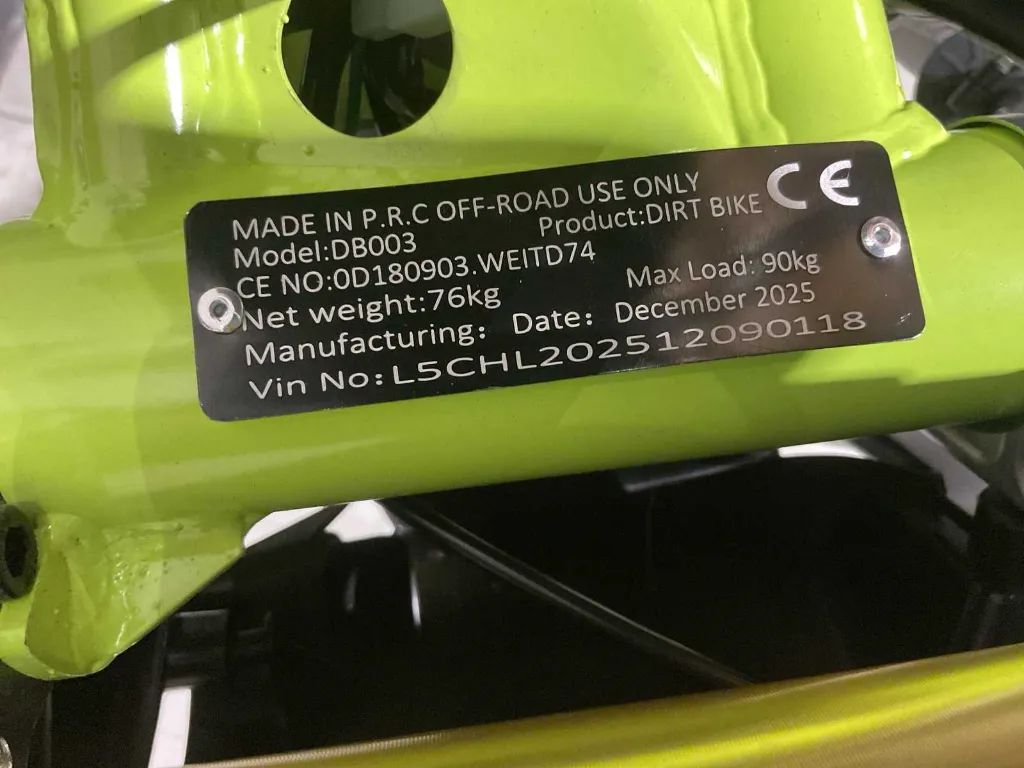 MADE IN P.R.C OFF-ROAD USE ONLY CE
Model:DB003 Product:DIRT BIKE
CE NO:0D180903.WEITD74
Net weight:76kg Max Load: 90kg
Manufacturing: Date: December 2025
Vin No:L5CHL202512090118